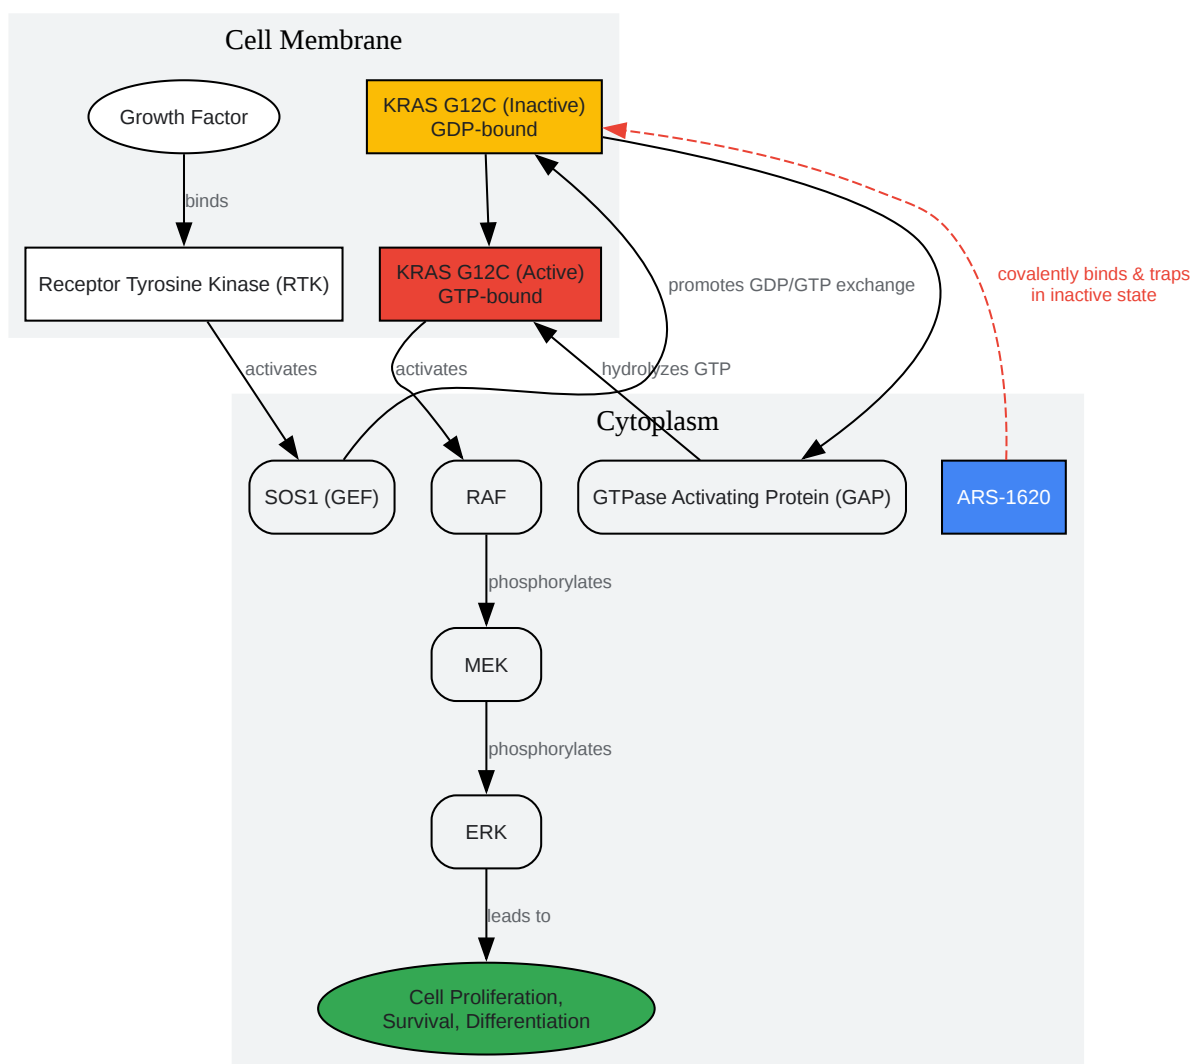 Cell Membrane
Growth Factor
KRAS G12C (Inactive)
GDP-bound
binds
Receptor Tyrosine Kinase (RTK)
KRAS G12C (Active)
GTP-bound
promotes GDP/GTP exchange
covalently binds & traps
in inactive state
activates
activates
hydrolyzes GTP
Cytoplasm
SOS1 (GEF)
RAF
GTPase Activating Protein (GAP)
ARS-1620
phosphorylates
MEK
phosphorylates
ERK
leads to
Cell Proliferation,
Survival, Differentiation